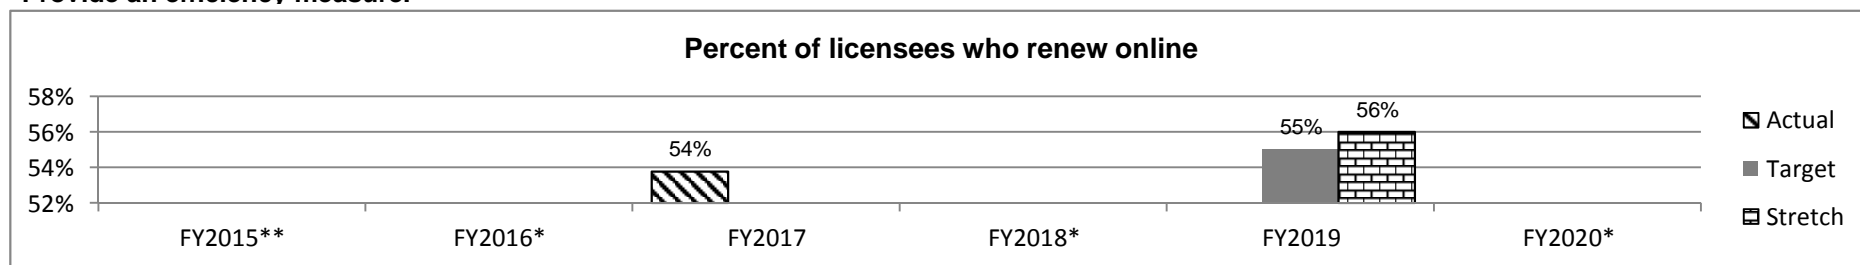 Provide an efficiency measure.
Percent of licensees who renew online
58%
56%
54%
52%
54%
55%
56%
FY2015**
FY2016*
FY2017
FY2018*
FY2019
FY2020*
Actual
Target
Stretch